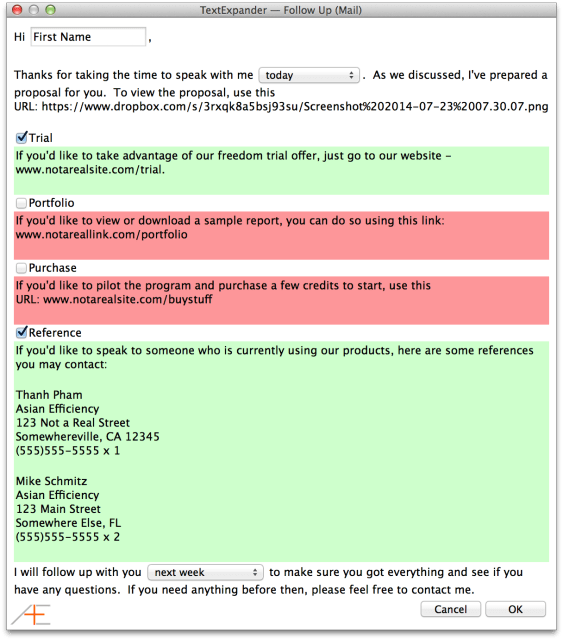 TextExpander — Follow Up (Mail)
Hi First Name ,
Thanks for taking the time to speak with me today . As we discussed, I've prepared a
proposal for you. To view the proposal, use this
URL: https://www.dropbox.com/s/3rxqk8a5bsj93su/Screenshot%202014-07-23%2007.30.07.png
Trial
If you'd like to take advantage of our freedom trial offer, just go to our website –
www.notarealsite.com/trial.
Portfolio
If you'd like to view or download a sample report, you can do so using this link:
www.notareallink.com/portfolio
Purchase
If you'd like to pilot the program and purchase a few credits to start, use this
URL: www.notarealsite.com/buystuff
Reference
If you'd like to speak to someone who is currently using our products, here are some references
you may contact:
Thanh Pham
Asian Efficiency
123 Not a Real Street
Somewhereville, CA 12345
(555)555-5555 x 1
Mike Schmitz
Asian Efficiency
123 Main Street
Somewhere Else, FL
(555)555-5555 x 2
I will follow up with you next week to make sure you got everything and see if you
have any questions. If you need anything before then, please feel free to contact me.
Cancel OK